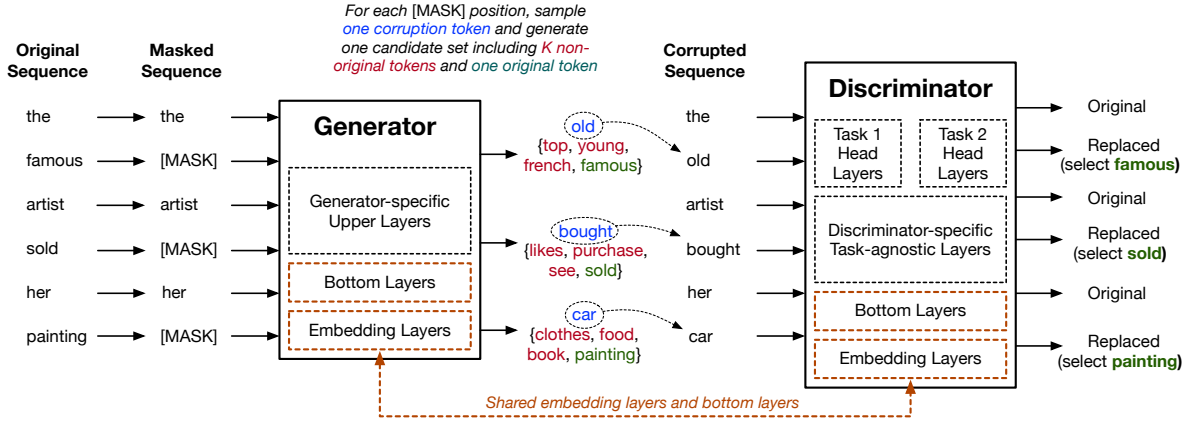 For each [MASK] position, sample
one corruption token and generate
one candidate set including K non-
original tokens and one original token
Original
Sequence
Masked
Sequence
Corrupted
Sequence
the
famous
artist
sold
her
painting
the
[MASK]
artist
[MASK]
her
[MASK]
Generator
Generator-specific
Upper Layers
Bottom Layers
Embedding Layers
old
{top, young,
french, famous}
bought
{likes, purchase,
see, sold}
car
{clothes, food,
book, painting}
the
old
artist
bought
her
car
Discriminator
Task 1
Head
Layers
Task 2
Head
Layers
Discriminator-specific
Task-agnostic Layers
Bottom Layers
Embedding Layers
Original
Replaced
(select famous)
Original
Replaced
(select sold)
Original
Replaced
(select painting)
Shared embedding layers and bottom layers